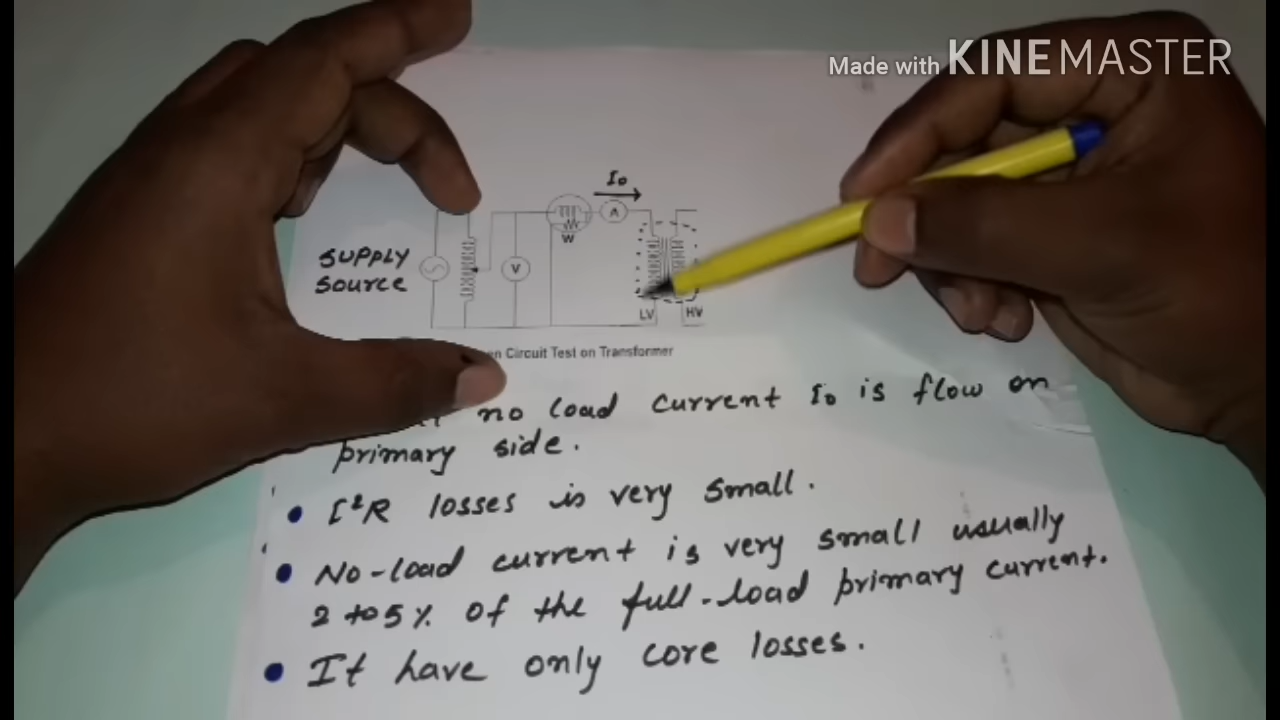 Made with KINEMASTER
I₀
A
W
SUPPLY
source
V
LV HV
Circuit Test on Transformer
no load current I₀ is flow on
primary side.
I²R losses is very small.
No-load current is very small usually
2 to 5% of the full-load primary current.
It have only core losses.